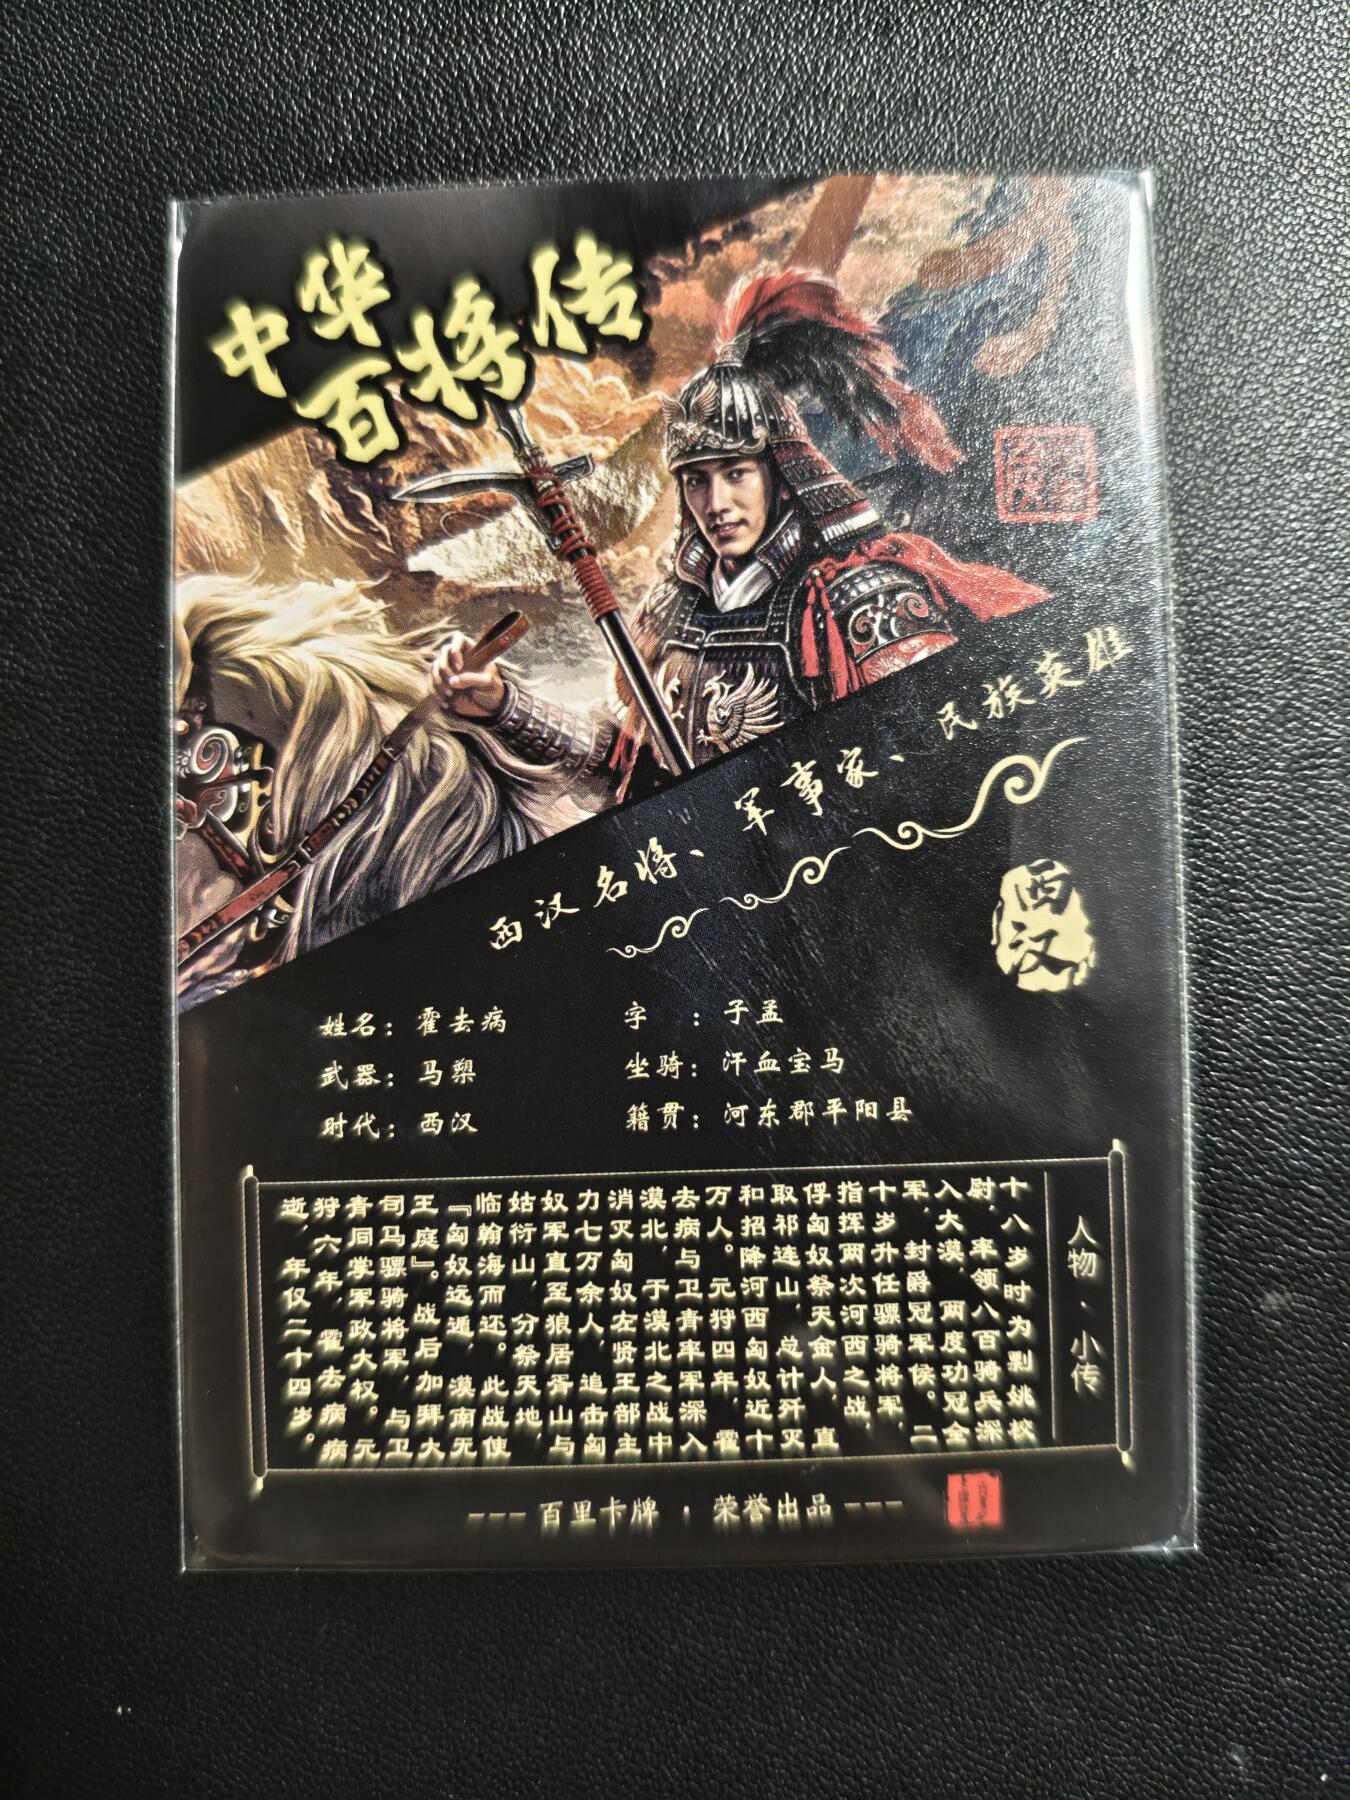 中华
百将传
西汉名将、军事家、民族英雄
西汉
姓名：霍去病
字：子孟
武器：马槊
坐骑：汗血宝马
时代：西汉
籍贯：河东郡平阳县
人物·小传
十八岁时为剽姚校
尉，率领八百骑兵深
入大漠，两度功冠全
军，封爵冠军侯。二
十岁升任骠骑将军，
指挥两次河西之战，
俘匈奴祭天金人，直
取祁连山，总计歼灭
和招降河西匈奴近十
万人。元狩四年，霍
去病与卫青率军深入
漠北，于漠北之战中
消灭匈奴左贤王部主
力七万余人，追击匈
奴军直至狼居胥山与
姑衍山，分祭天地，
临翰海而还。此战使
『匈奴远遁，漠南无
王庭』。战后加拜大
司马骠骑将军，与卫
青同掌军政大权。元
狩六年，霍去病病
逝，年仅二十四岁。
---百里卡牌·荣誉出品---